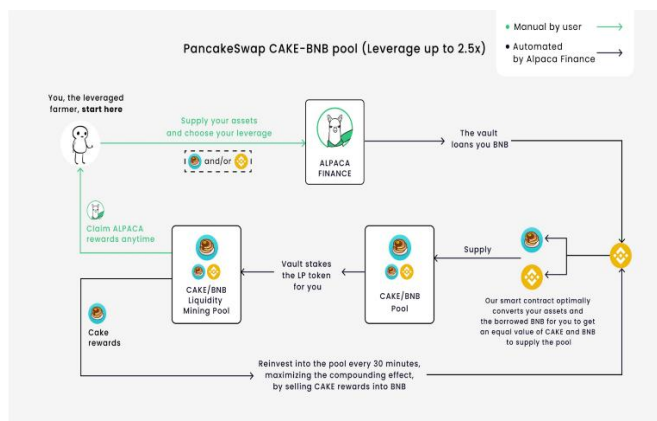 PancakeSwap CAKE-BNB pool (Leverage up to 2.5x)
Manual by user
Automated
by Alpaca Finance
You, the leveraged
farmer, start here
Supply your assets
and choose your leverage
and/or
ALPACA
FINANCE
The vault
loans you BNB
Claim ALPACA
rewards anytime
CAKE/BNB
Liquidity
Mining Pool
Vault stakes
the LP token
for you
CAKE/BNB
Pool
Supply
Our smart contract optimally
converts your assets and
the borrowed BNB for you to get
an equal value of CAKE and BNB
to supply the pool
Cake
rewards
Reinvest into the pool every 30 minutes,
maximizing the compounding effect,
by selling CAKE rewards into BNB